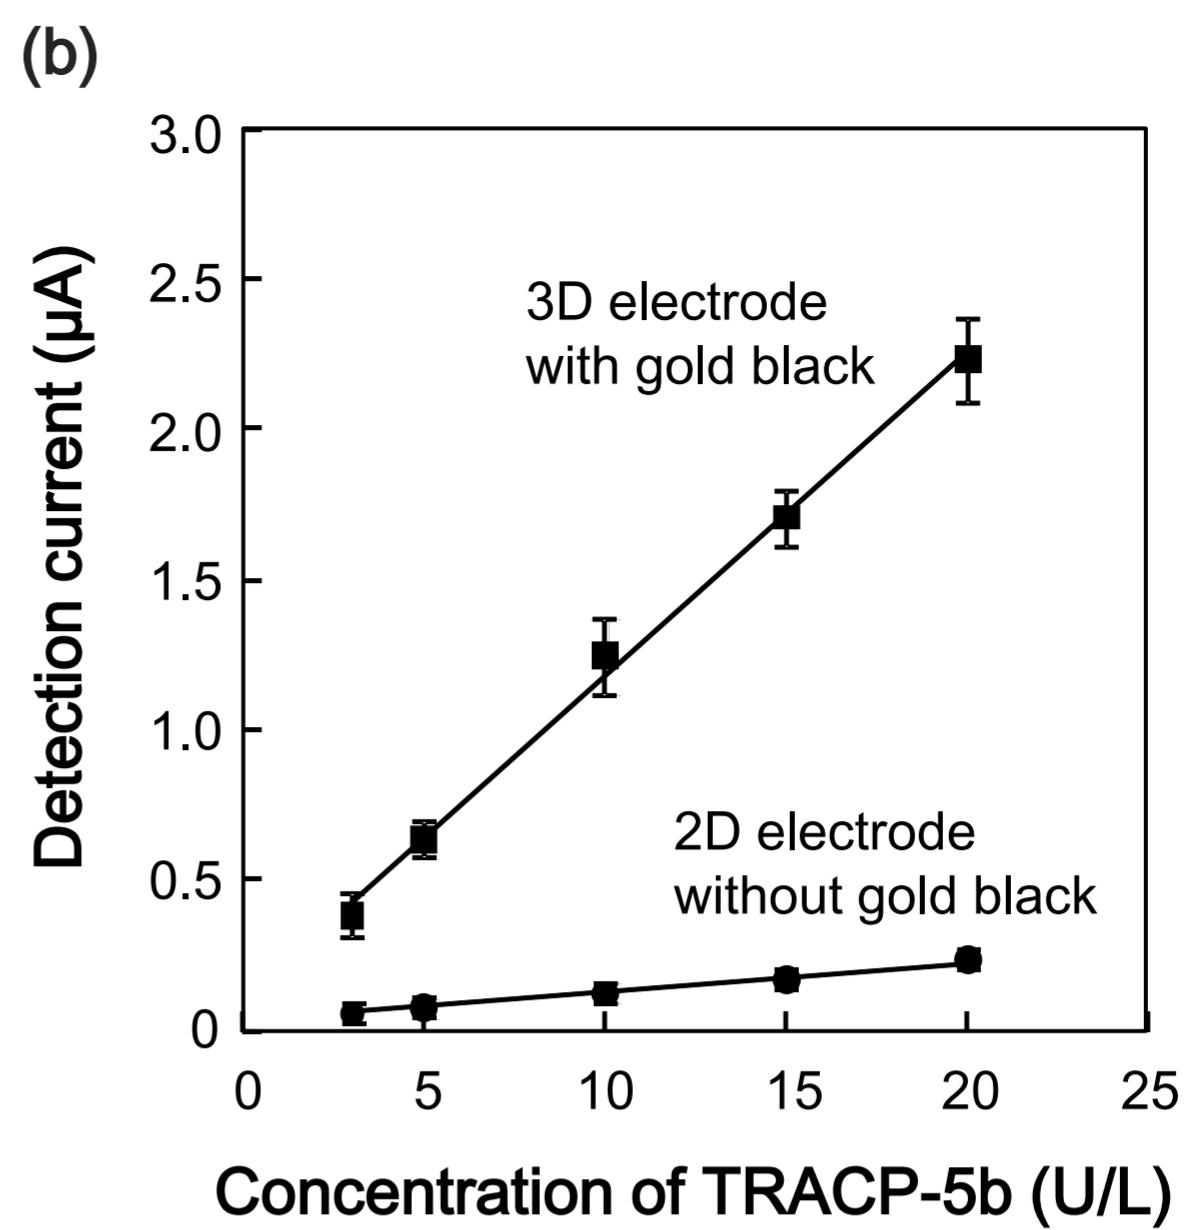 (b)
3.0
2.5
2.0
1.5
1.0
0.5
0
Detection current (μA)
3D electrode
with gold black
2D electrode
without gold black
0 5 10 15 20 25
Concentration of TRACP-5b (U/L)